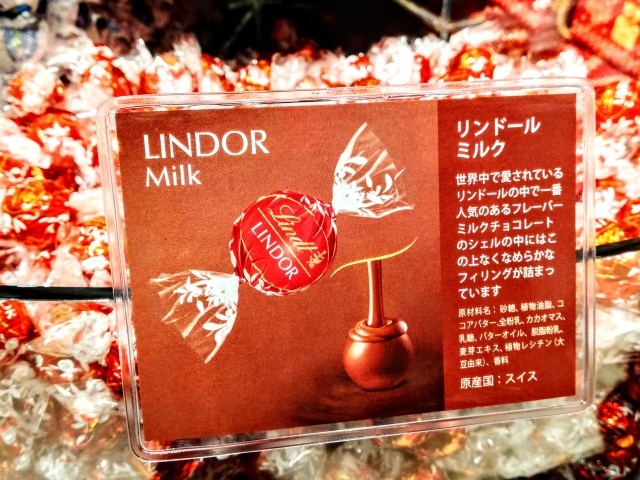 LINDOR
Milk
Lindt
LINDOR
リンドール
ミルク
世界中で愛されている
リンドールの中で一番
人気のあるフレーバー
ミルクチョコレート
のシェルの中にはこ
の上なくなめらかな
フィリングが詰まっ
ています
原材料名：砂糖、植物油脂、コ
コアバター、全粉乳、カカオマス、
乳糖、バターオイル、脱脂粉乳、
麦芽エキス、植物レシチン（大
豆由来）、香料
原産国：スイス